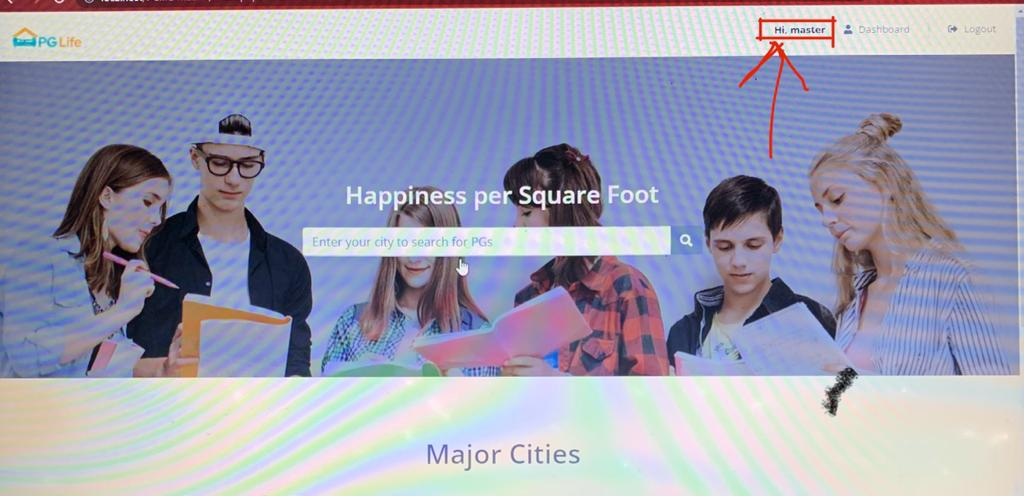 PG Life
Hi, master
Dashboard
Logout
Happiness per Square Foot
Enter your city to search for PGs
Major Cities